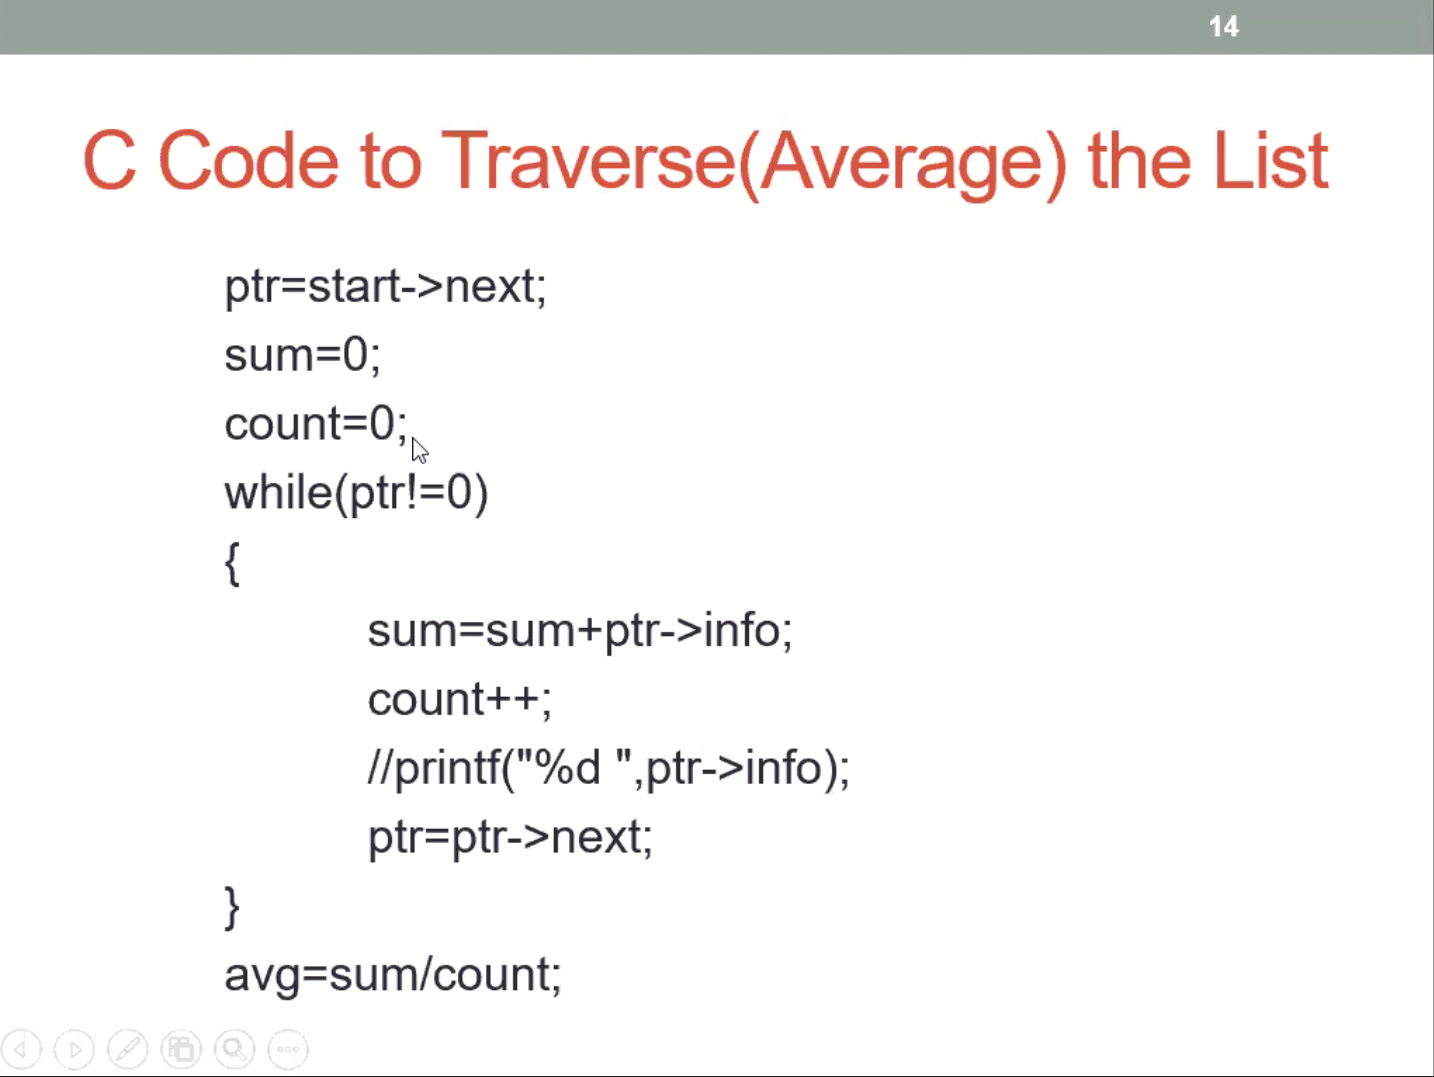 14
C Code to Traverse(Average) the List
ptr=start->next;
sum=0;
count=0;
while(ptr!=0)
{
sum=sum+ptr->info;
count++;
//printf("%d ",ptr->info);
ptr=ptr->next;
}
avg=sum/count;